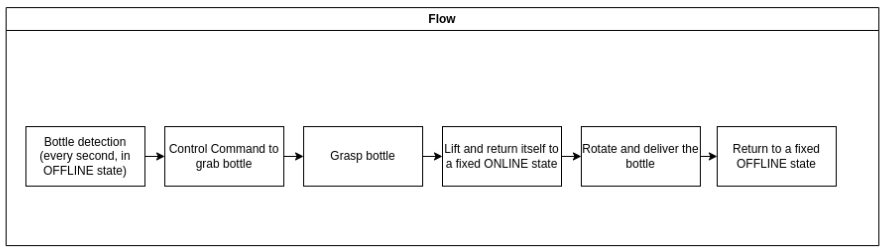 Flow
Bottle detection
(every second, in
OFFLINE state)
Control Command to
grab bottle
Grasp bottle
Lift and return itself to
a fixed ONLINE state
Rotate and deliver the
bottle
Return to a fixed
OFFLINE state